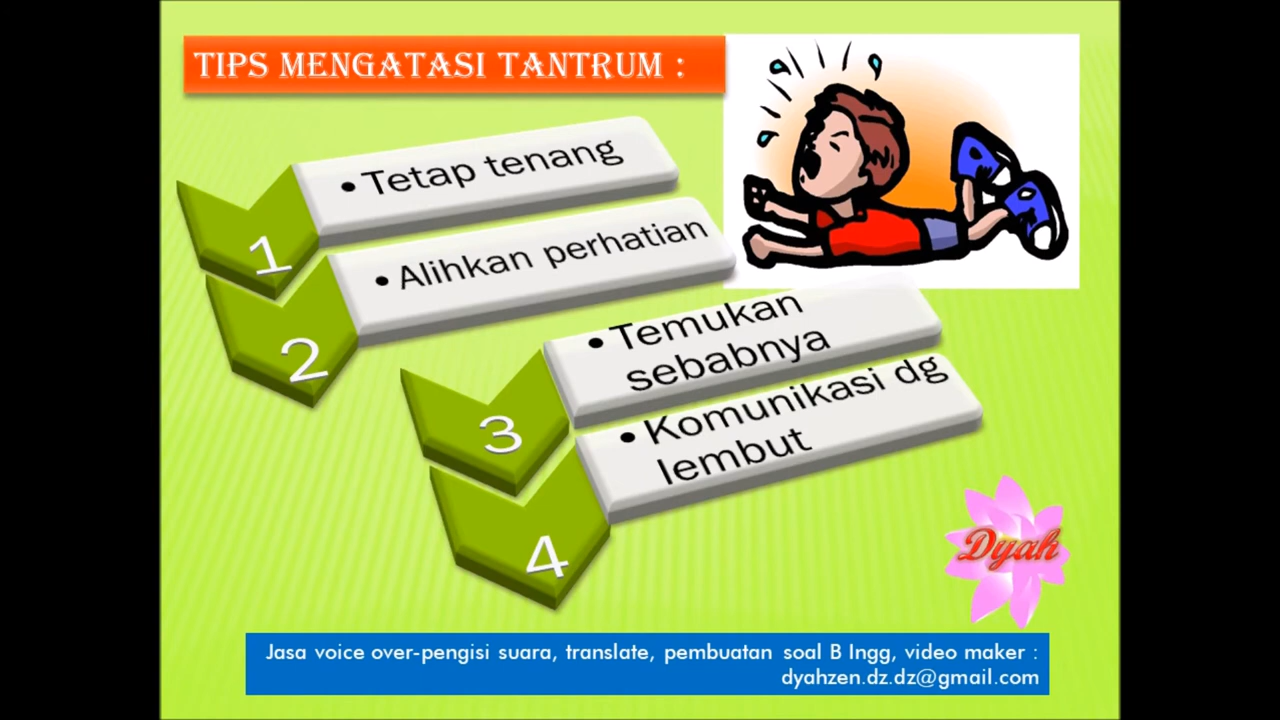 TIPS MENGATASI TANTRUM :
1
• Tetap tenang
2
• Alihkan perhatian
3
• Temukan
sebabnya
4
• Komunikasi dg
lembut
Dyah
Jasa voice over-pengisi suara, translate, pembuatan soal B Ingg, video maker :
dyahzen.dz.dz@gmail.com